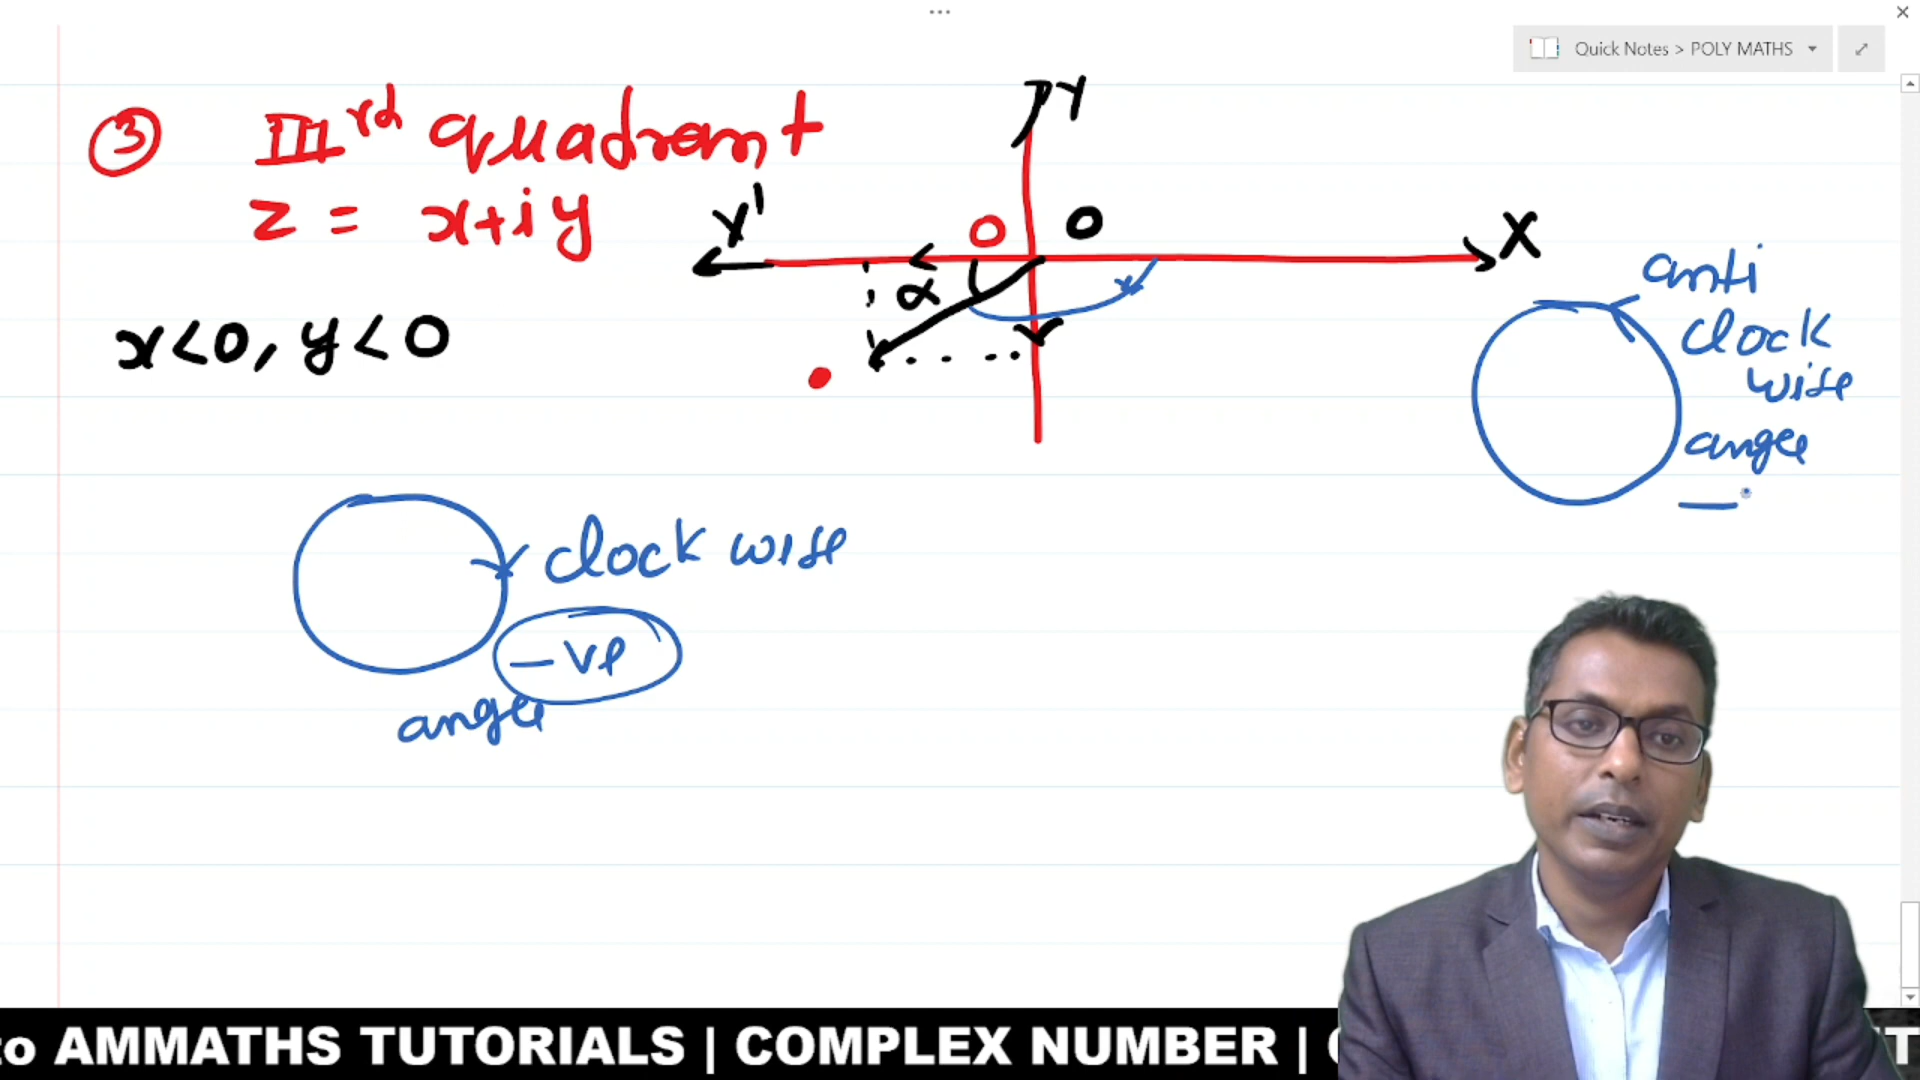 Quick Notes > POLY MATHS
③ IIIrd quadrant
z = x+iy
x<0, y<0
Y
X'
O
O
X
α
anti
clock
wise
angle
—
clock wise
—ve
angle
to AMMATHS TUTORIALS | COMPLEX NUMBER |